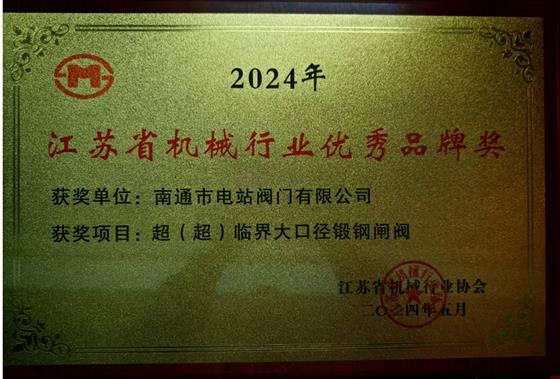 2024年
江苏省机械行业优秀品牌奖
获奖单位：南通市电站阀门有限公司
获奖项目：超（超）临界大口径锻钢闸阀
江苏省机械行业协会
二〇二四年五月